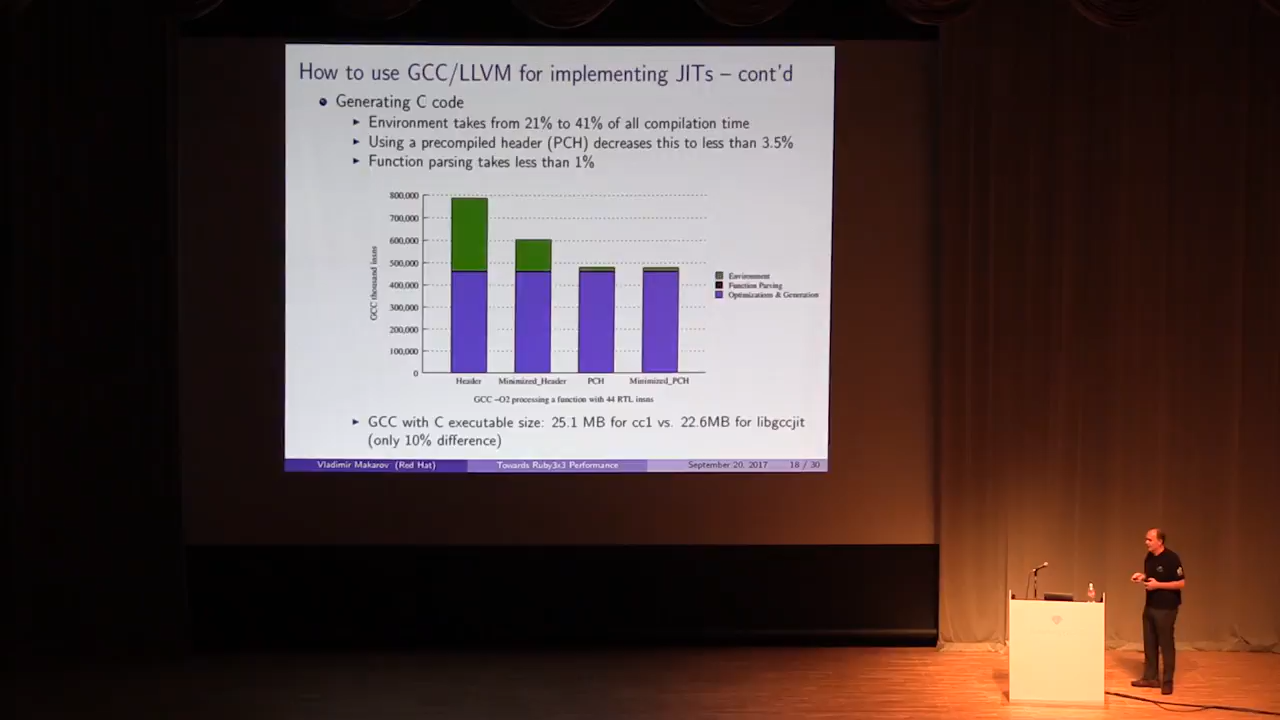 How to use GCC/LLVM for implementing JITs – cont'd
Generating C code
Environment takes from 21% to 41% of all compilation time
Using a precompiled header (PCH) decreases this to less than 3.5%
Function parsing takes less than 1%
800,000
700,000
600,000
500,000
400,000
300,000
200,000
100,000
0
GCC thousand insns
Header Minimized_Header PCH Minimized_PCH
GCC –O2 processing a function with 44 RTL insns
Environment
Function Parsing
Optimizations & Generation
GCC with C executable size: 25.1 MB for cc1 vs. 22.6MB for libgccjit
(only 10% difference)
Vladimir Makarov (Red Hat) Towards Ruby3x3 Performance September 20, 2017 18 / 30